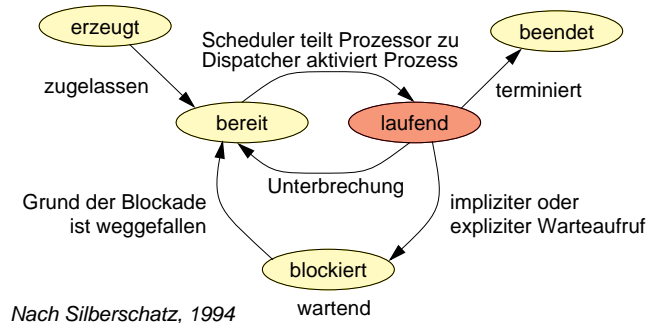 erzeugt
beendet
Scheduler teilt Prozessor zu
Dispatcher aktiviert Prozess
zugelassen
terminiert
bereit
laufend
Unterbrechung
Grund der Blockade
ist weggefallen
impliziter oder
expliziter Warteaufruf
blockiert
wartend
Nach Silberschatz, 1994